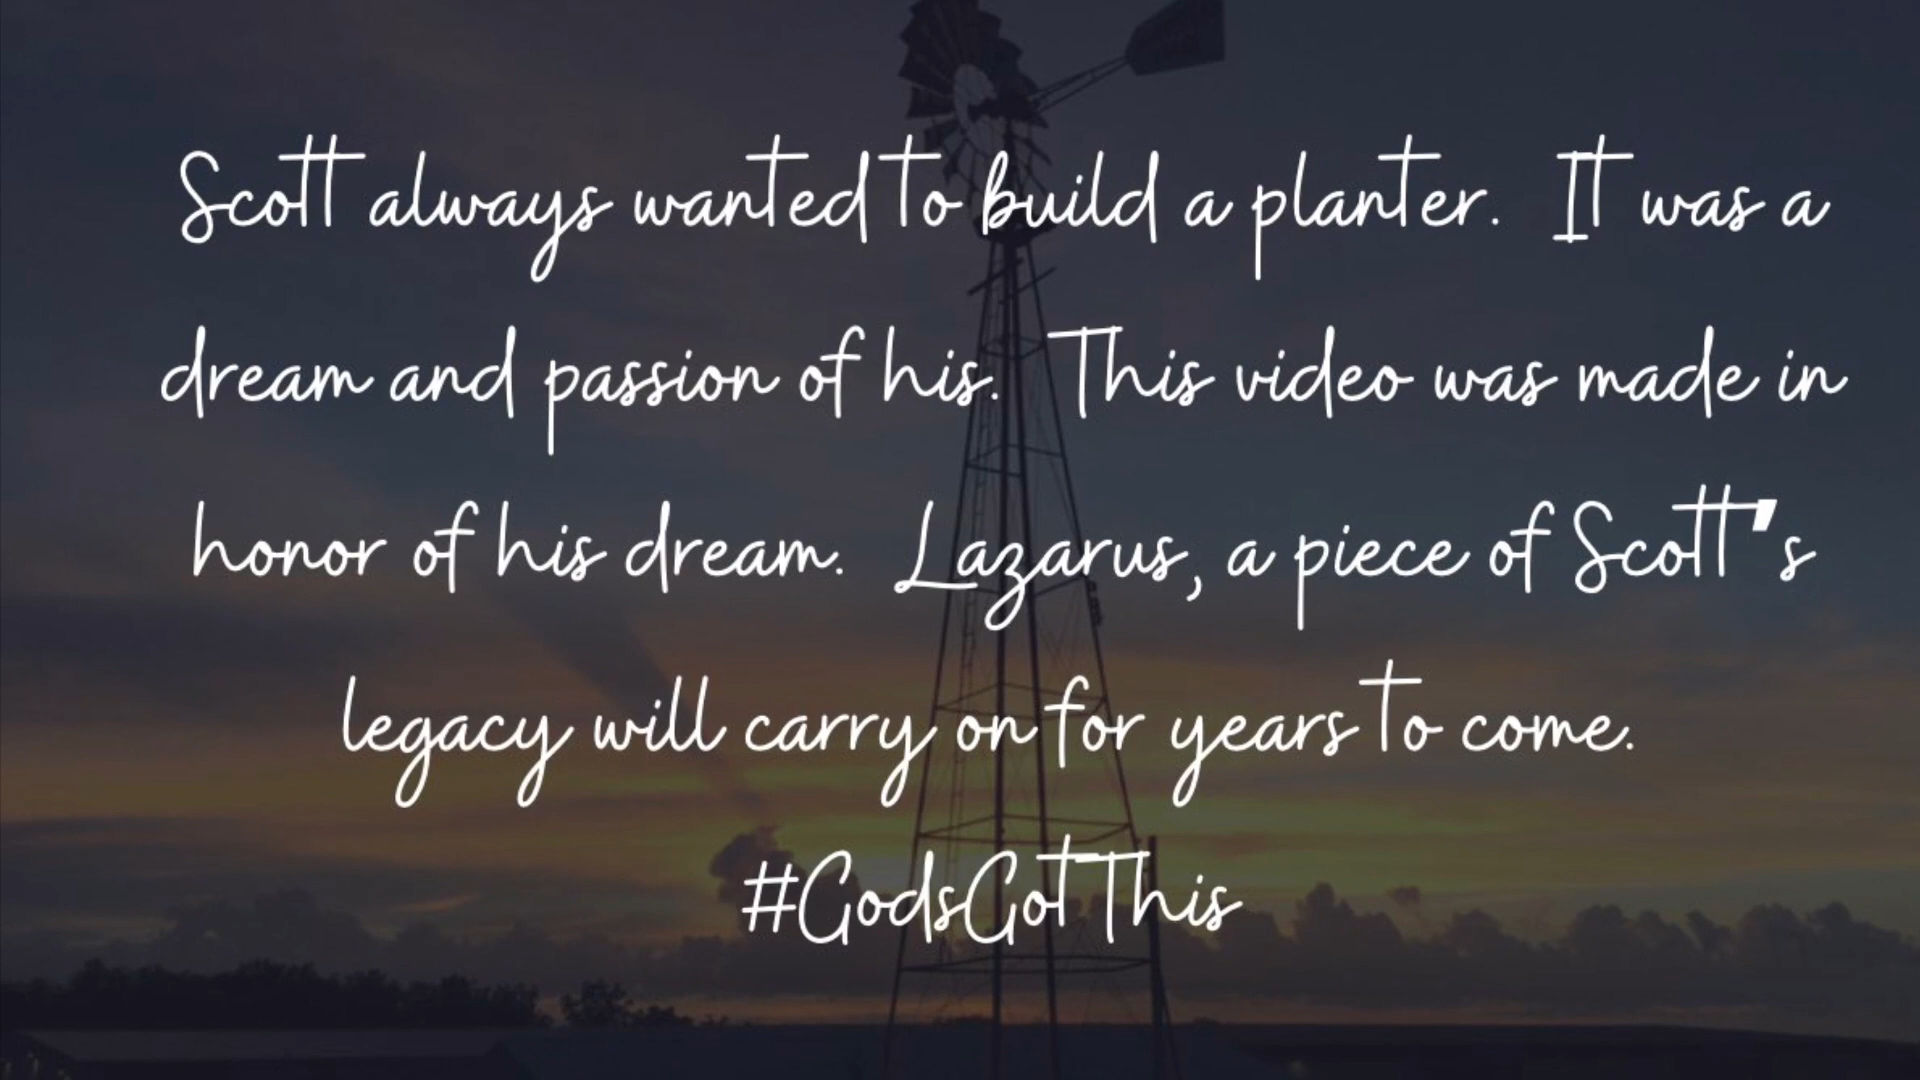 Scott always wanted to build a planter. It was a
dream and passion of his. This video was made in
honor of his dream. Lazarus, a piece of Scott's
legacy will carry on for years to come.
#GodsGotThis